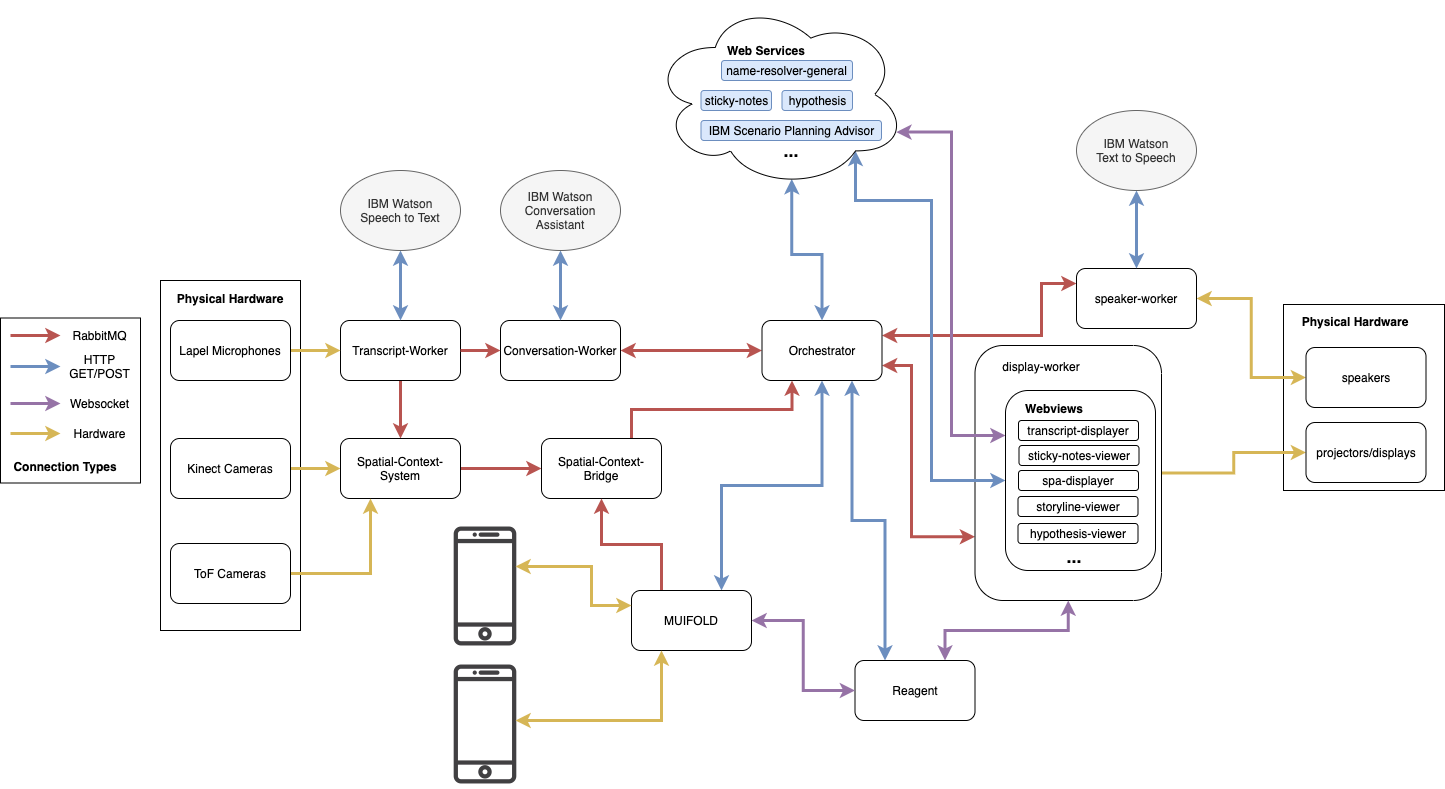 Web Services
name-resolver-general
sticky-notes
hypothesis
IBM Scenario Planning Advisor
...
IBM Watson
Text to Speech
IBM Watson
Speech to Text
IBM Watson
Conversation
Assistant
Physical Hardware
Lapel Microphones
Kinect Cameras
ToF Cameras
RabbitMQ
HTTP
GET/POST
Websocket
Hardware
Connection Types
Transcript-Worker
Conversation-Worker
Orchestrator
speaker-worker
Spatial-Context-
System
Spatial-Context-
Bridge
display-worker
Webviews
transcript-displayer
sticky-notes-viewer
spa-displayer
storyline-viewer
hypothesis-viewer
...
Physical Hardware
speakers
projectors/displays
MUIFOLD
Reagent